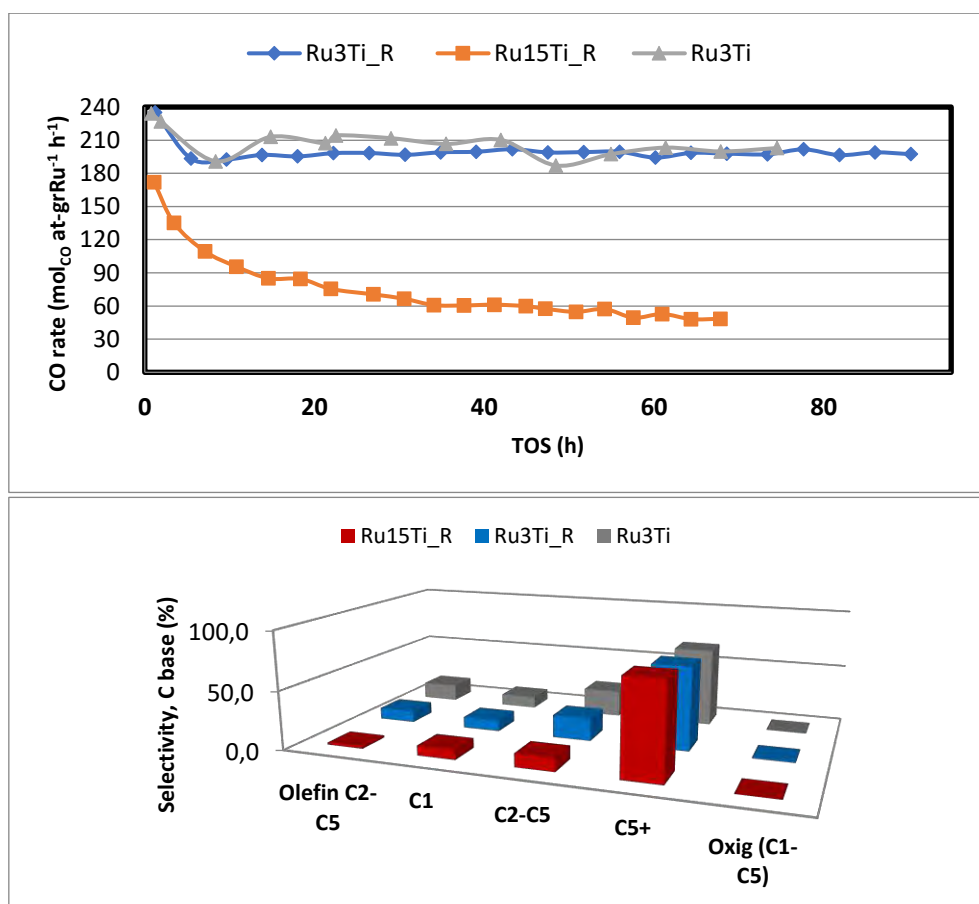 Ru3Ti_R Ru15Ti_R Ru3Ti
CO rate (mol_CO at-grRu⁻¹ h⁻¹)
240
210
180
150
120
90
60
30
0
0 20 40 60 80
TOS (h)
Ru15Ti_R Ru3Ti_R Ru3Ti
Selectivity, C base (%)
100,0
50,0
0,0
Olefin C2-
C5
C1
C2-C5
C5+
Oxig (C1-
C5)